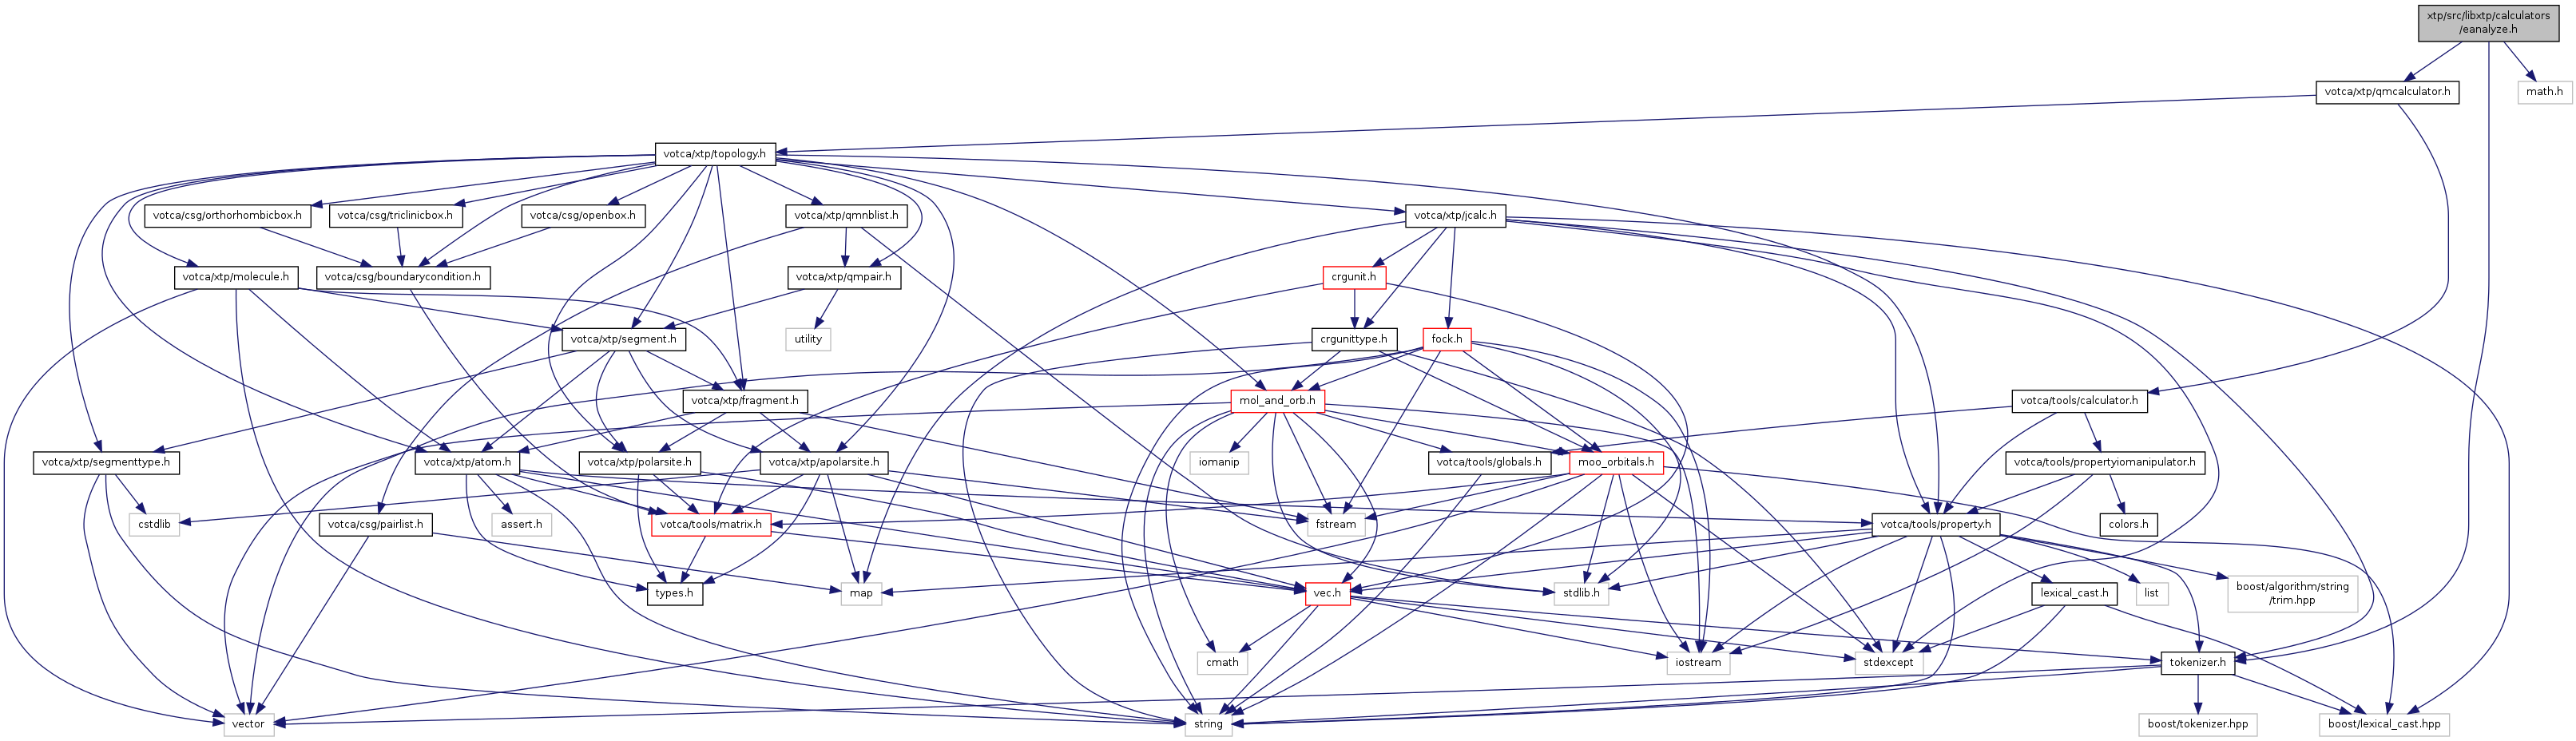 xtp/src/libxtp/calculators
/eanalyze.h
votca/xtp/qmcalculator.h
math.h
votca/xtp/topology.h
votca/csg/orthorhombicbox.h
votca/csg/triclinicbox.h
votca/csg/openbox.h
votca/xtp/qmnblist.h
votca/xtp/jcalc.h
votca/xtp/molecule.h
votca/csg/boundarycondition.h
votca/xtp/qmpair.h
crgunit.h
votca/xtp/segment.h
utility
crgunittype.h
fock.h
votca/xtp/fragment.h
mol_and_orb.h
votca/tools/calculator.h
votca/xtp/segmenttype.h
votca/xtp/atom.h
votca/xtp/polarsite.h
votca/xtp/apolarsite.h
iomanip
votca/tools/globals.h
moo_orbitals.h
votca/tools/propertyiomanipulator.h
cstdlib
votca/csg/pairlist.h
assert.h
votca/tools/matrix.h
fstream
votca/tools/property.h
colors.h
types.h
map
vec.h
stdlib.h
lexical_cast.h
list
boost/algorithm/string
/trim.hpp
cmath
iostream
stdexcept
tokenizer.h
vector
string
boost/tokenizer.hpp
boost/lexical_cast.hpp